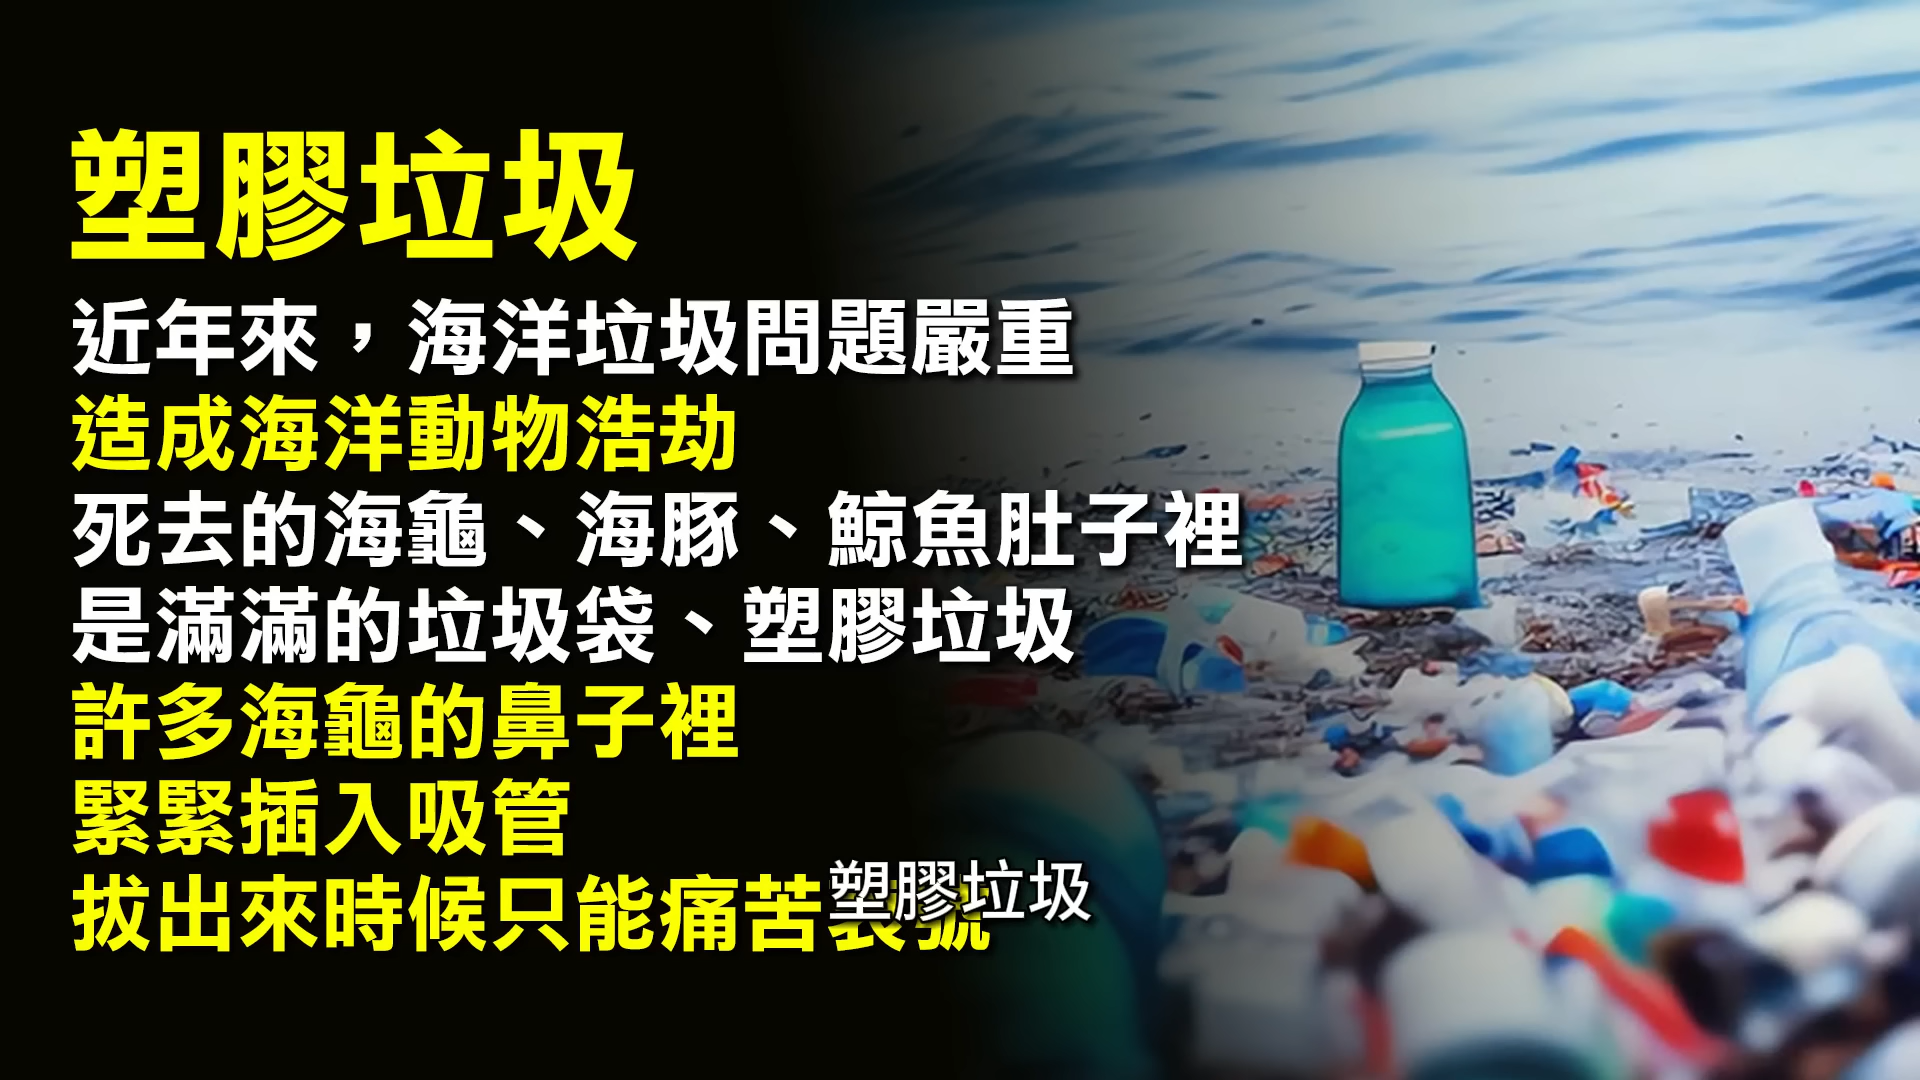 塑膠垃圾
近年來，海洋垃圾問題嚴重
造成海洋動物浩劫
死去的海龜、海豚、鯨魚肚子裡
是滿滿的垃圾袋、塑膠垃圾
許多海龜的鼻子裡
緊緊插入吸管
拔出來時候只能痛苦
塑膠垃圾